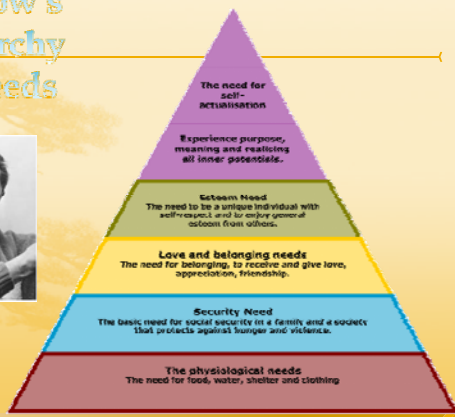 ow's
rchy
eeds
The need for
self-
actualisation
Experience purpose,
meaning and realising
all inner potentials.
Esteem Need
The need to be a unique individual with
self-respect and to enjoy general
esteem from others.
Love and belonging needs
The need for belonging, to receive and give love,
appreciation, friendship.
Security Need
The basic need for social security in a family and a society
that protects against hunger and violence.
The physiological needs
The need for food, water, shelter and clothing